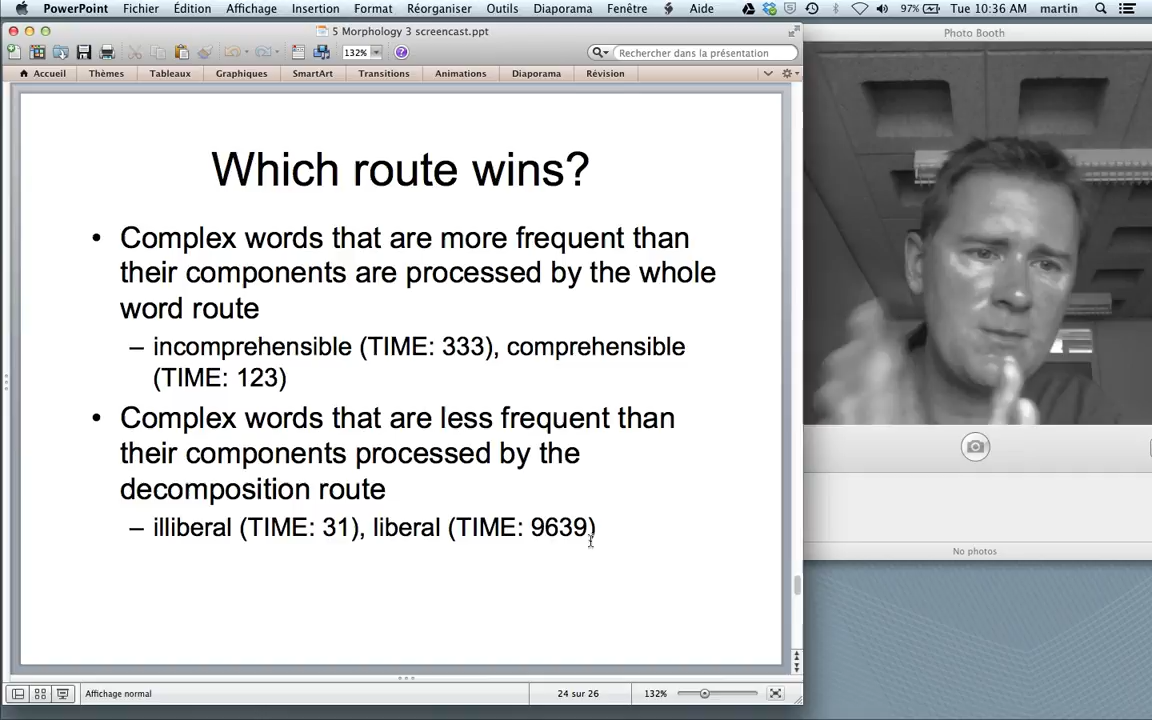 PowerPoint Fichier Édition Affichage Insertion Format Réorganiser Outils Diaporama Fenêtre Aide 97% Tue 10:36 AM martin
5 Morphology 3 screencast.ppt
Photo Booth
132% Rechercher dans la présentation
Accueil Thèmes Tableaux Graphiques SmartArt Transitions Animations Diaporama Révision
Which route wins?
• Complex words that are more frequent than
their components are processed by the whole
word route
– incomprehensible (TIME: 333), comprehensible
(TIME: 123)
• Complex words that are less frequent than
their components processed by the
decomposition route
– illiberal (TIME: 31), liberal (TIME: 9639)
No photos
Affichage normal 24 sur 26 132%